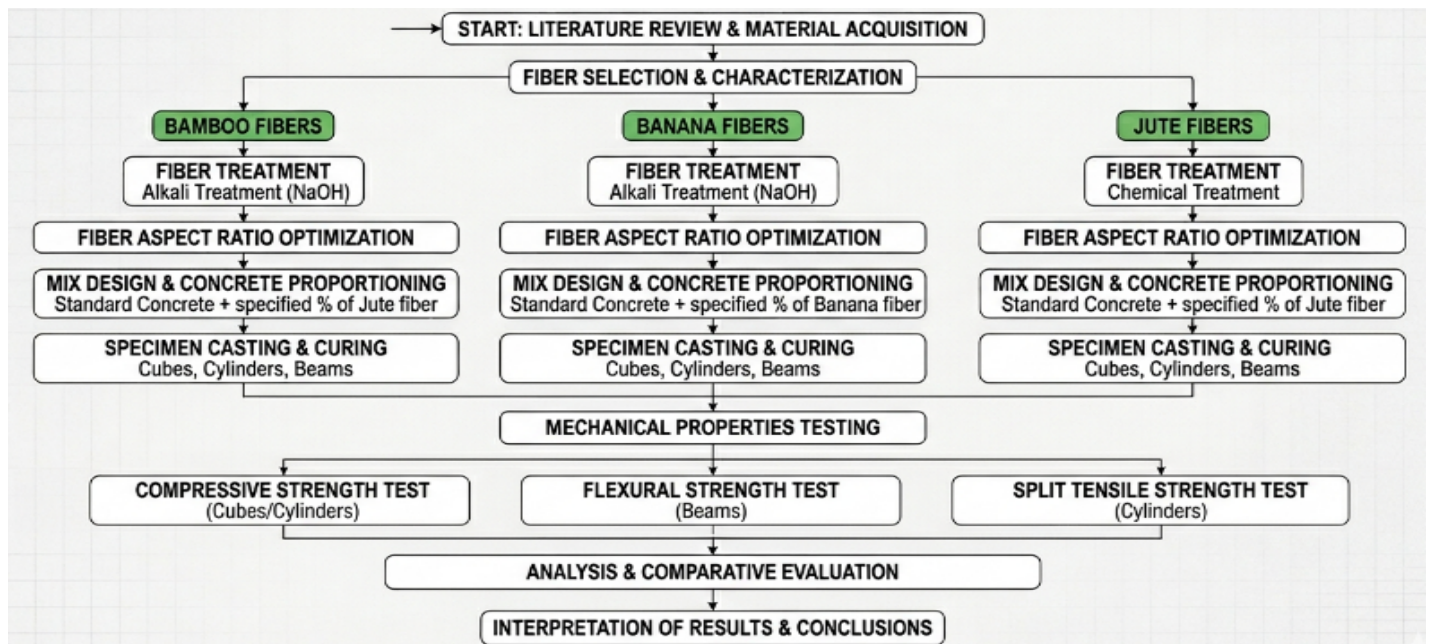 START: LITERATURE REVIEW & MATERIAL ACQUISITION
FIBER SELECTION & CHARACTERIZATION
BAMBOO FIBERS
BANANA FIBERS
JUTE FIBERS
FIBER TREATMENT
Alkali Treatment (NaOH)
FIBER TREATMENT
Alkali Treatment (NaOH)
FIBER TREATMENT
Chemical Treatment
FIBER ASPECT RATIO OPTIMIZATION
FIBER ASPECT RATIO OPTIMIZATION
FIBER ASPECT RATIO OPTIMIZATION
MIX DESIGN & CONCRETE PROPORTIONING
Standard Concrete + specified % of Jute fiber
MIX DESIGN & CONCRETE PROPORTIONING
Standard Concrete + specified % of Banana fiber
MIX DESIGN & CONCRETE PROPORTIONING
Standard Concrete + specified % of Jute fiber
SPECIMEN CASTING & CURING
Cubes, Cylinders, Beams
SPECIMEN CASTING & CURING
Cubes, Cylinders, Beams
SPECIMEN CASTING & CURING
Cubes, Cylinders, Beams
MECHANICAL PROPERTIES TESTING
COMPRESSIVE STRENGTH TEST
(Cubes/Cylinders)
FLEXURAL STRENGTH TEST
(Beams)
SPLIT TENSILE STRENGTH TEST
(Cylinders)
ANALYSIS & COMPARATIVE EVALUATION
INTERPRETATION OF RESULTS & CONCLUSIONS